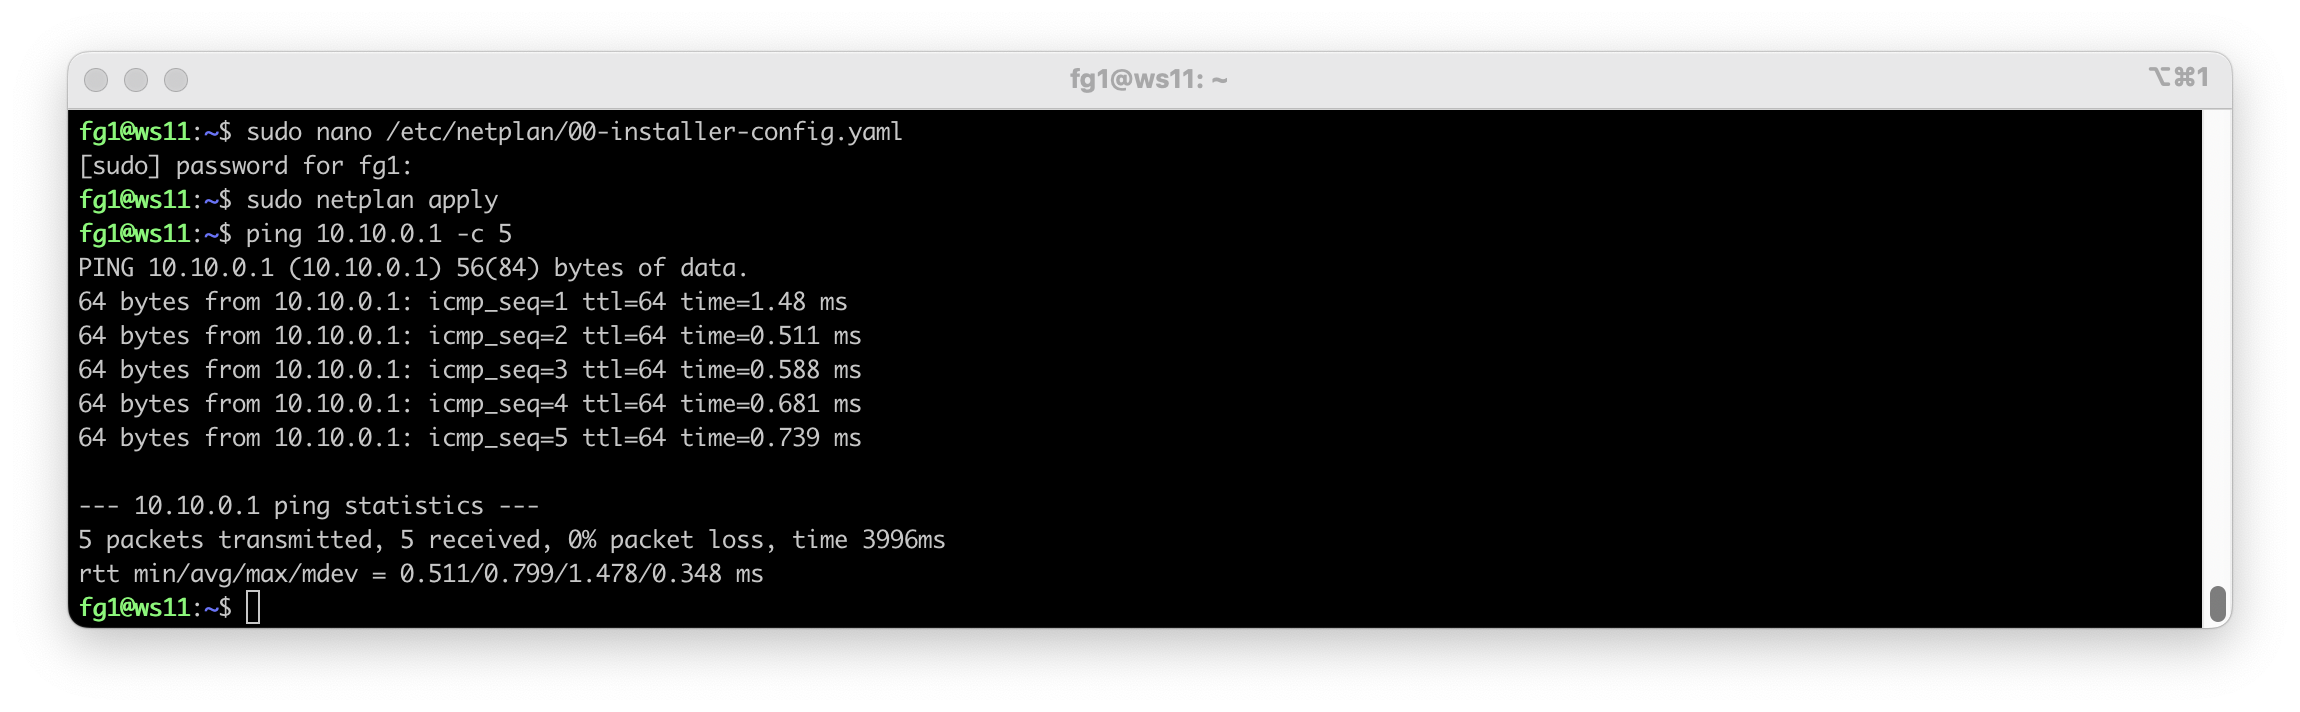 fg1@ws11: ~
⌥⌘1
fg1@ws11:~$ sudo nano /etc/netplan/00-installer-config.yaml
[sudo] password for fg1:
fg1@ws11:~$ sudo netplan apply
fg1@ws11:~$ ping 10.10.0.1 -c 5
PING 10.10.0.1 (10.10.0.1) 56(84) bytes of data.
64 bytes from 10.10.0.1: icmp_seq=1 ttl=64 time=1.48 ms
64 bytes from 10.10.0.1: icmp_seq=2 ttl=64 time=0.511 ms
64 bytes from 10.10.0.1: icmp_seq=3 ttl=64 time=0.588 ms
64 bytes from 10.10.0.1: icmp_seq=4 ttl=64 time=0.681 ms
64 bytes from 10.10.0.1: icmp_seq=5 ttl=64 time=0.739 ms
--- 10.10.0.1 ping statistics ---
5 packets transmitted, 5 received, 0% packet loss, time 3996ms
rtt min/avg/max/mdev = 0.511/0.799/1.478/0.348 ms
fg1@ws11:~$